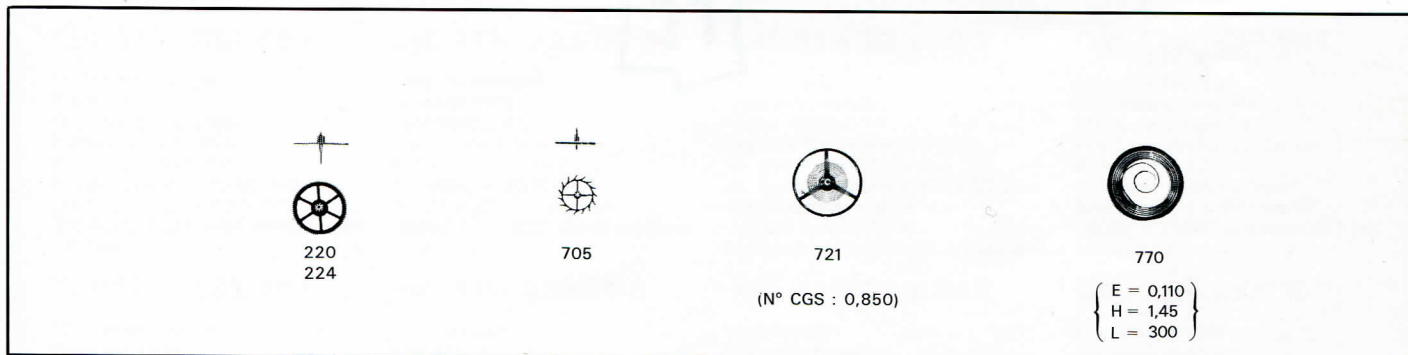 220
224
705
721
(N° CGS : 0,850)
770
E = 0,110
H = 1,45
L = 300